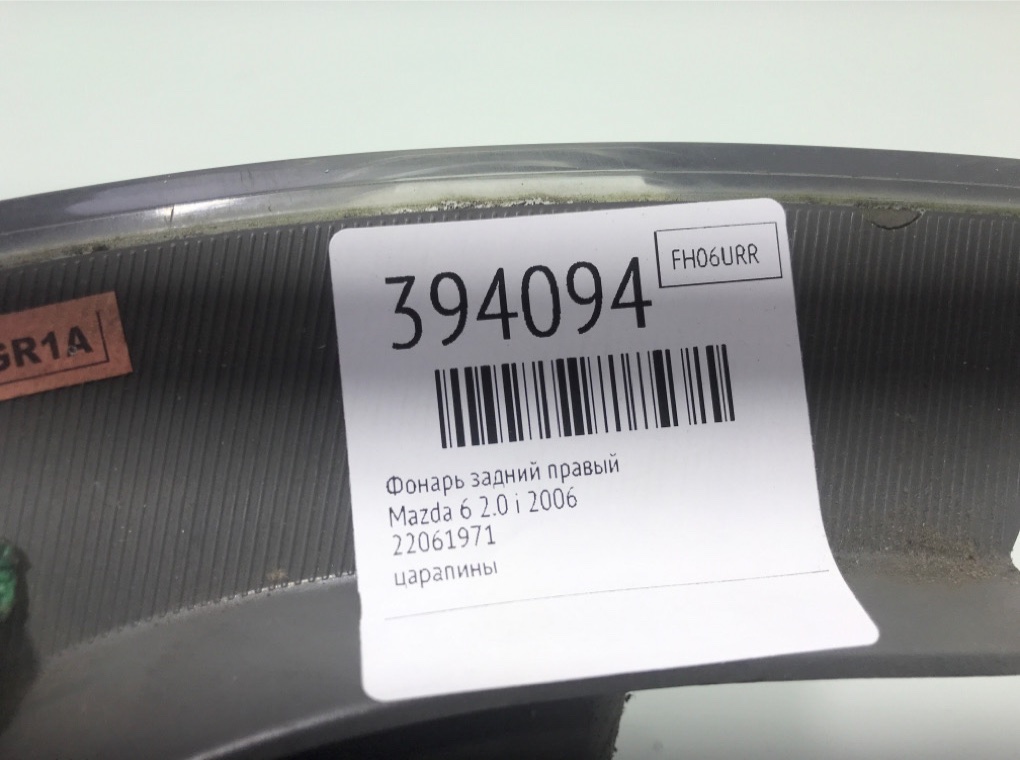 394094
FH06URR
GR1A
Фонарь задний правый
Mazda 6 2.0 i 2006
22061971
царапины